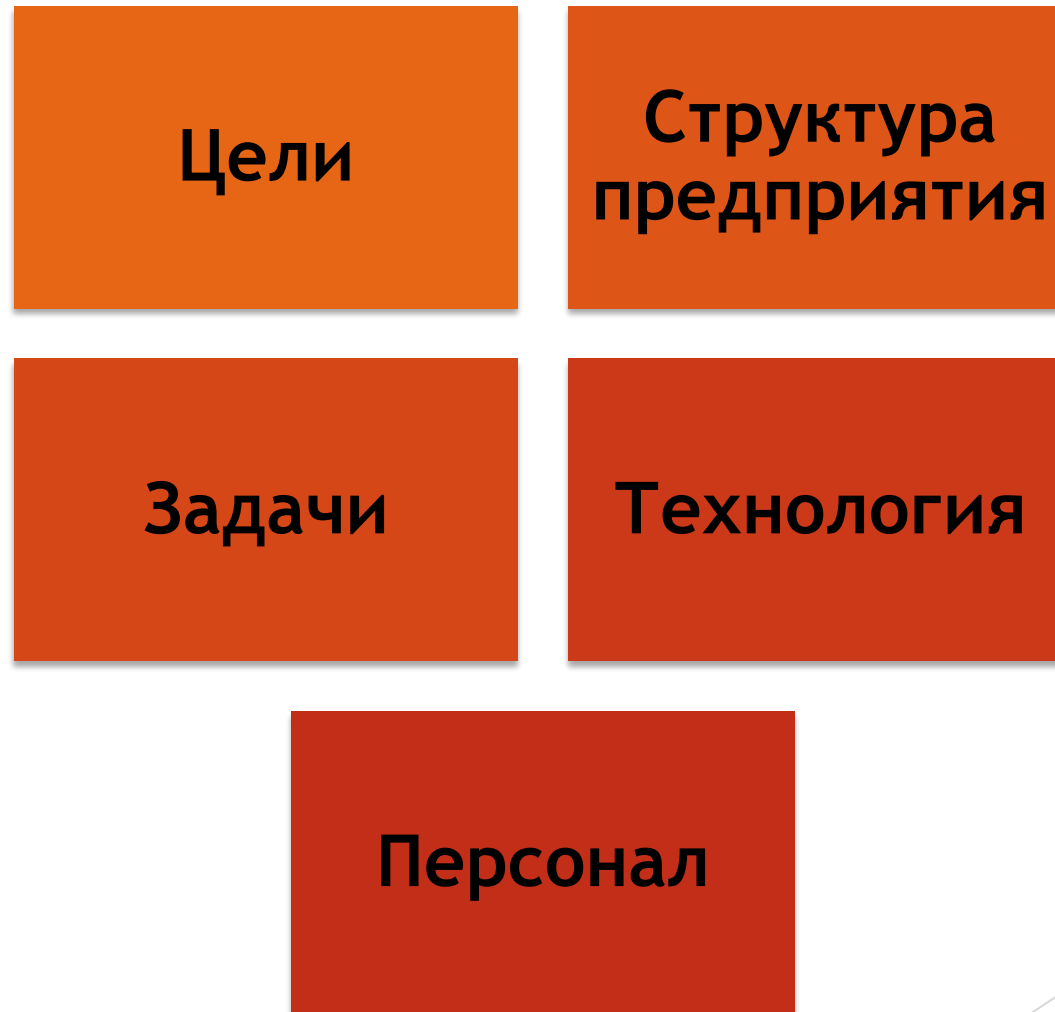 Цели
Структура
предприятия
Задачи
Технология
Персонал